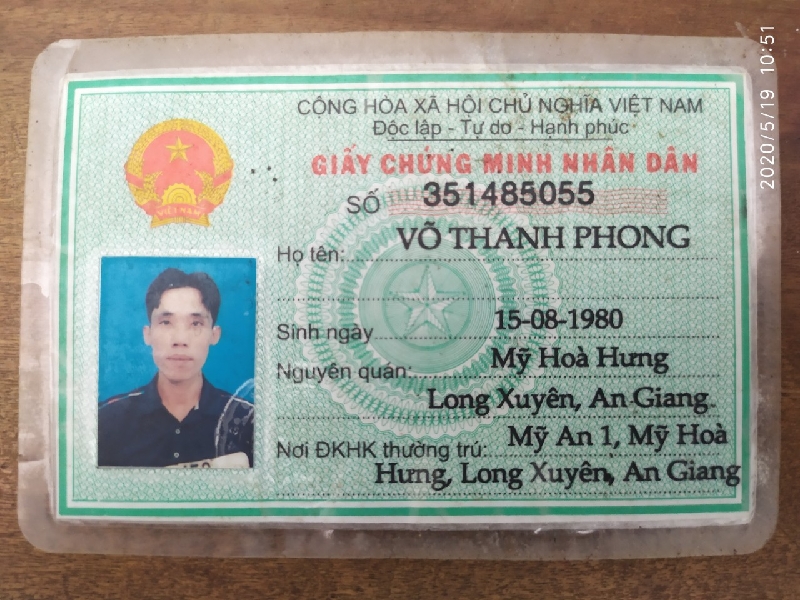 CỘNG HÒA XÃ HỘI CHỦ NGHĨA VIỆT NAM
Độc lập - Tự do - Hạnh phúc
GIẤY CHỨNG MINH NHÂN DÂN
SỐ 351485055
Họ tên: VÕ THANH PHONG
Sinh ngày 15-08-1980
Nguyên quán: Mỹ Hoà Hưng
Long Xuyên, An Giang.
Nơi ĐKHK thường trú: Mỹ An 1, Mỹ Hoà
Hưng, Long Xuyên, An Giang
VIỆT NAM
2020/5/19 10:51